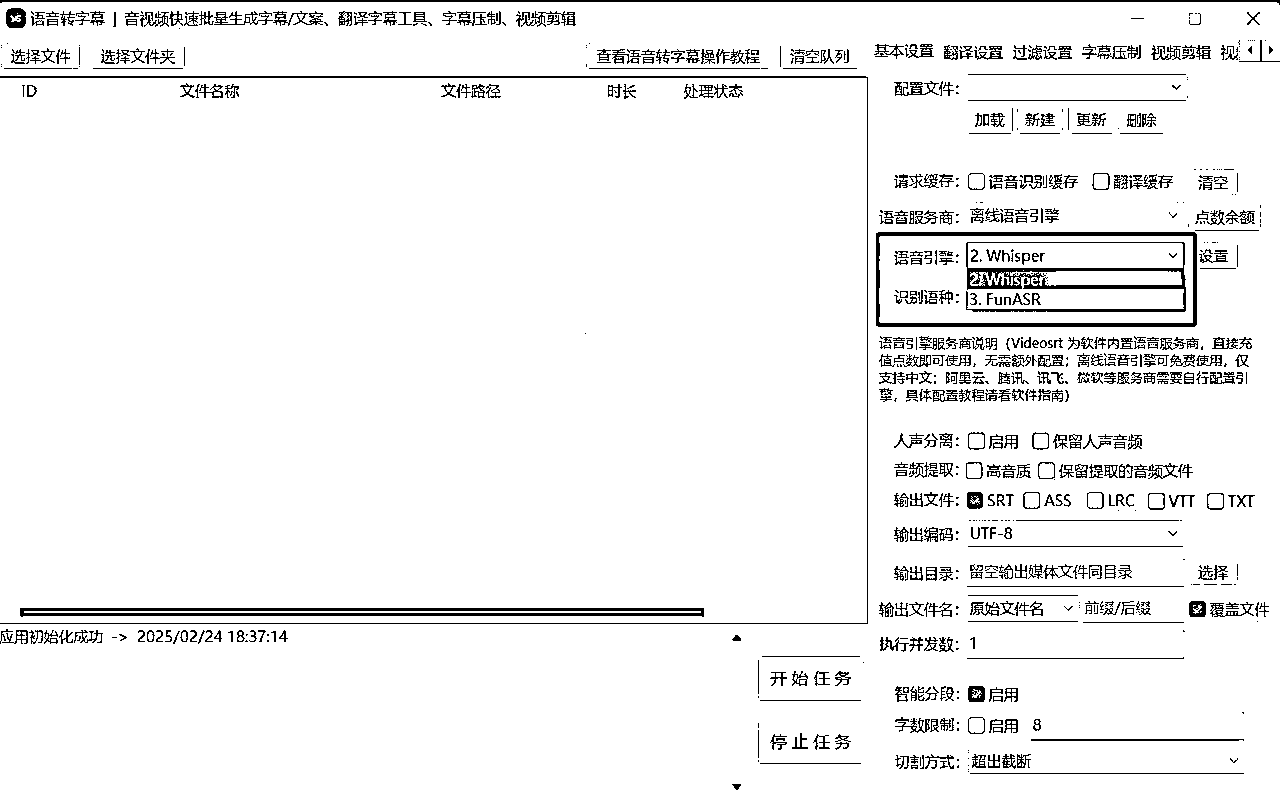 语音转字幕 | 音视频快速批量生成字幕/文案、翻译字幕工具、字幕压制、视频剪辑
选择文件 选择文件夹 查看语音转字幕操作教程 清空队列
基本设置 翻译设置 过滤设置 字幕压制 视频剪辑 视
ID 文件名称 文件路径 时长 处理状态
配置文件:
加载 新建 更新 删除
请求缓存: 语音识别缓存 翻译缓存 清空
语音服务商: 离线语音引擎 点数余额
语音引擎: 2. Whisper 设置
2. Whisper
识别语种: 3. FunASR
语音引擎服务商说明（Videosrt 为软件内置语音服务商，直接充
值点数即可使用，无需额外配置；离线语音引擎可免费使用，仅
支持中文；阿里云、腾讯、讯飞、微软等服务商需要自行配置引
擎，具体配置教程请看软件指南）
人声分离: 启用 保留人声音频
音频提取: 高音质 保留提取的音频文件
输出文件: SRT ASS LRC VTT TXT
输出编码: UTF-8
输出目录: 留空输出媒体文件同目录 选择
输出文件名: 原始文件名 前缀/后缀 覆盖文件
执行并发数: 1
智能分段: 启用
字数限制: 启用 8
切割方式: 超出截断
应用初始化成功 -> 2025/02/24 18:37:14
开始任务
停止任务